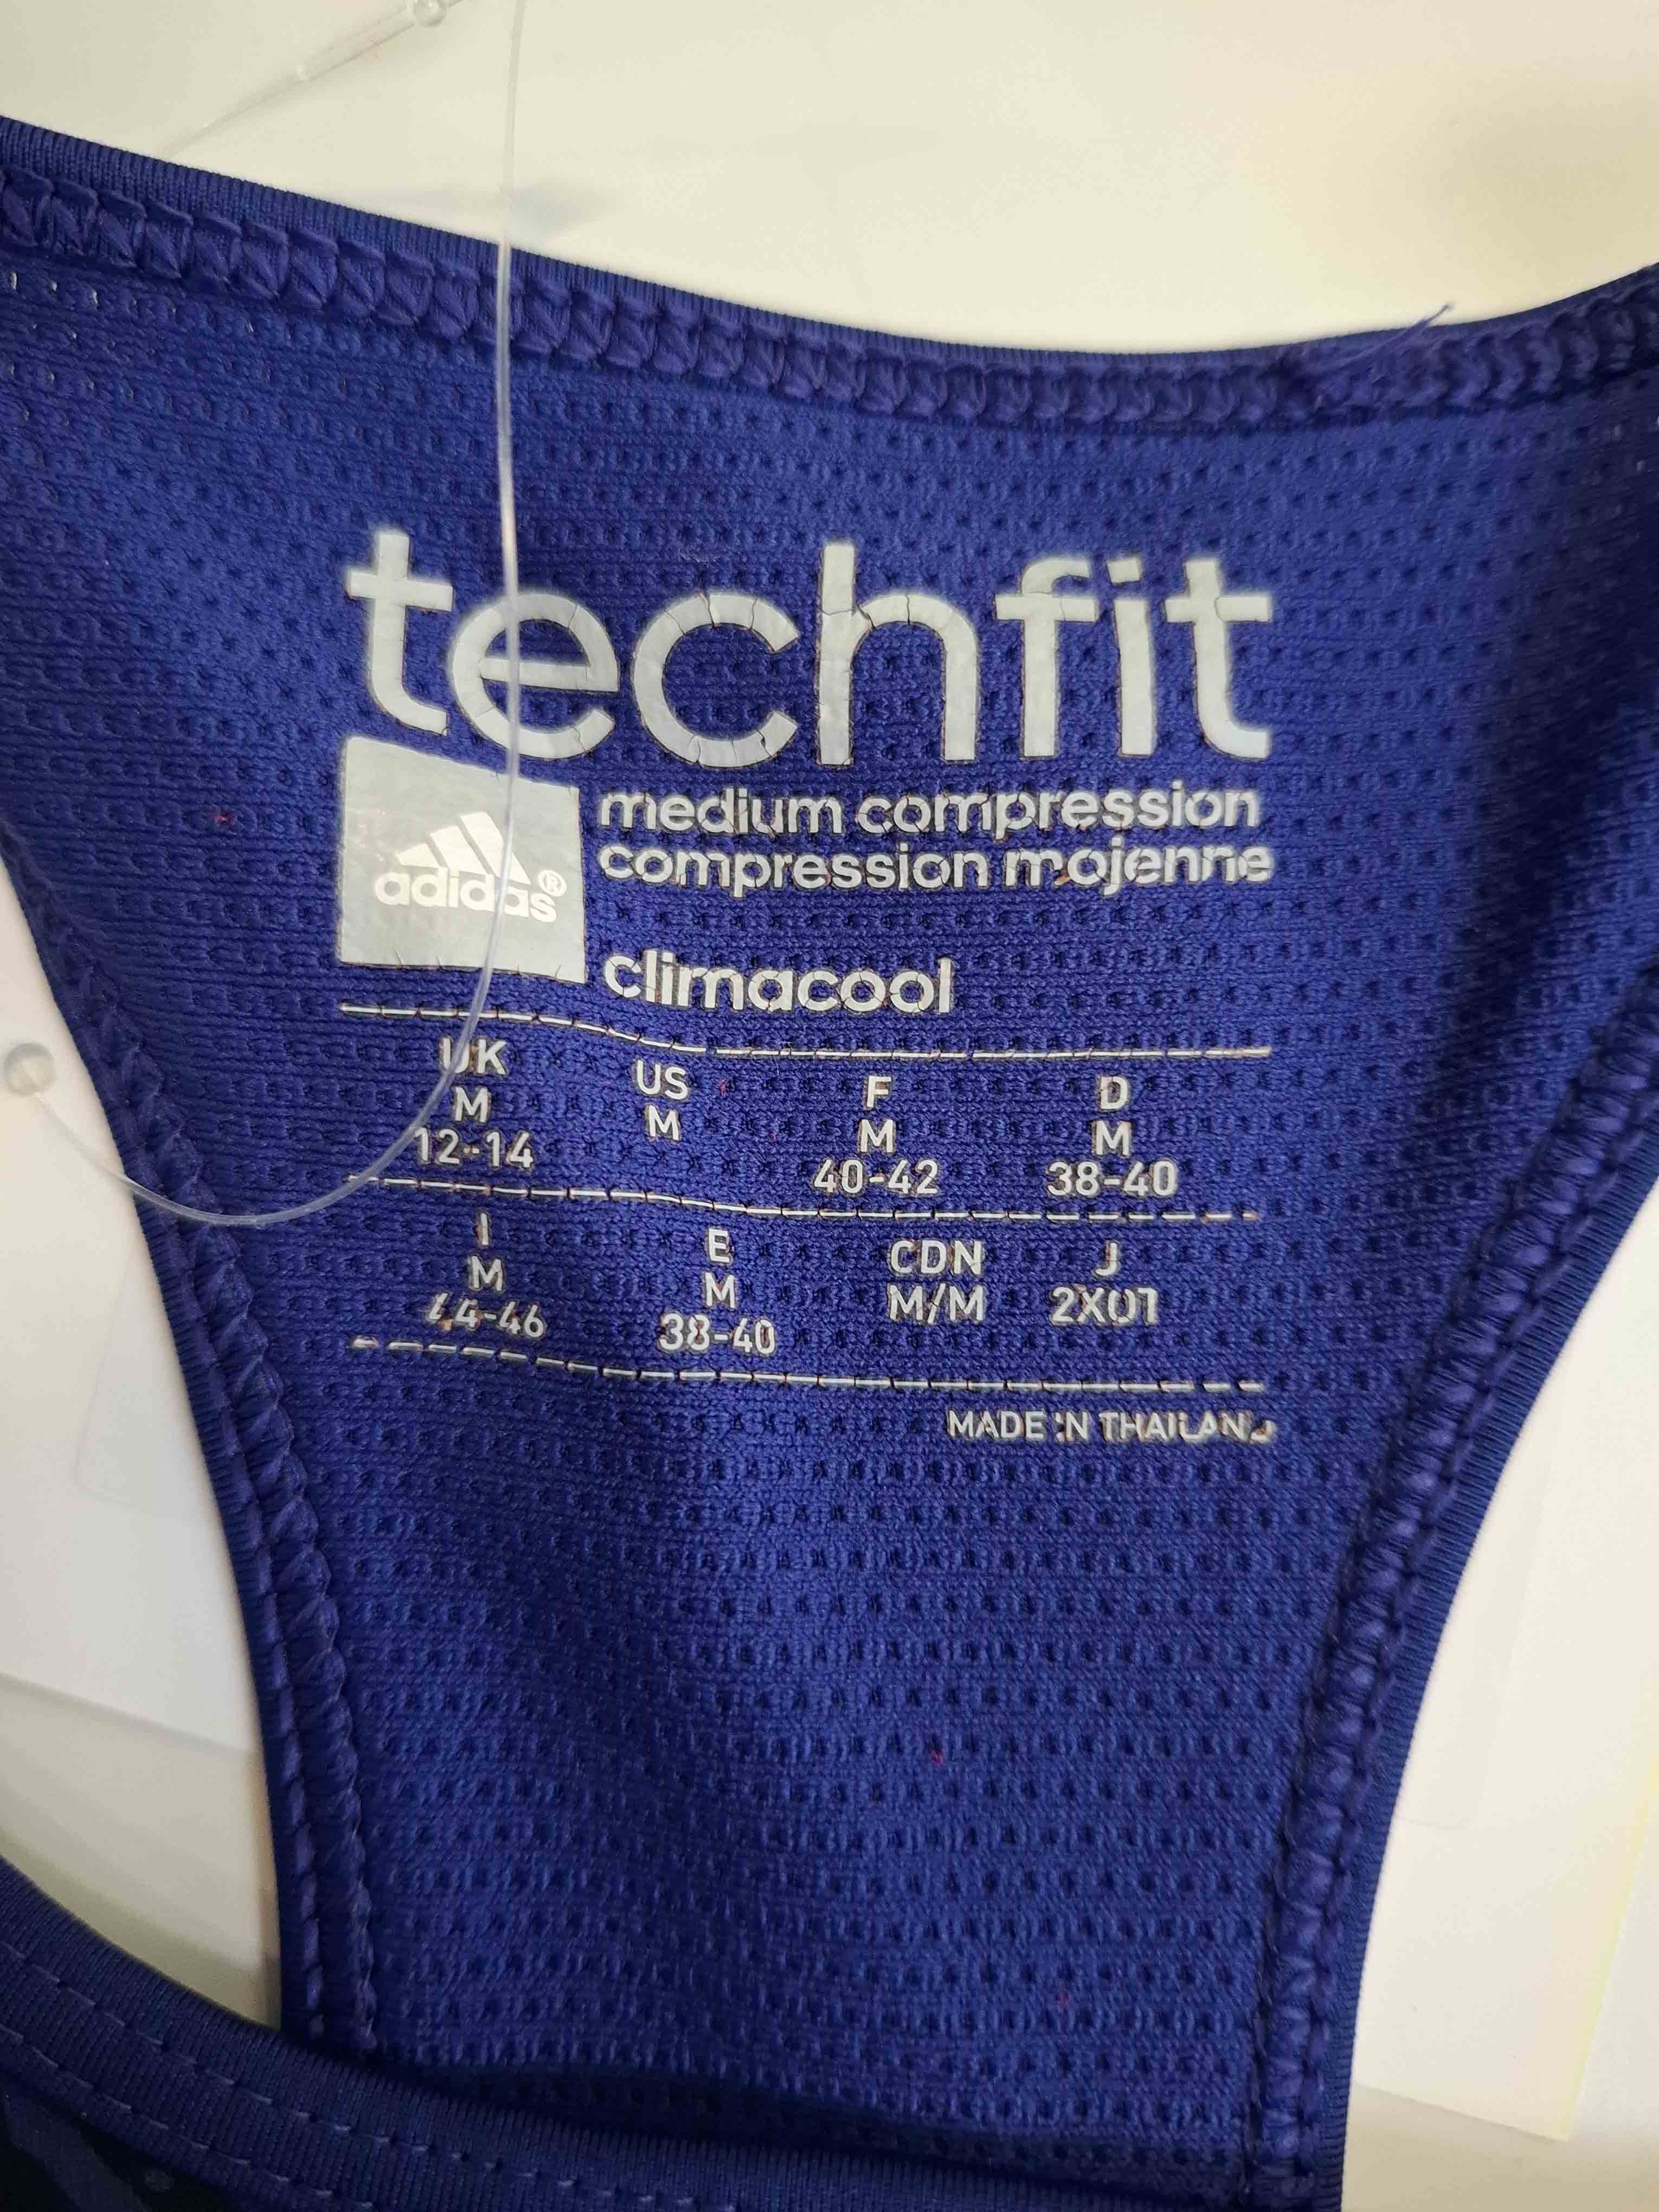 techfit
adidas®
medium compression
compression mojenne
climacool
UK US F D
M M M M
12-14 40-42 38-40
I E CDN J
M M M/M 2XOT
44-46 38-40
MADE IN THAILAND